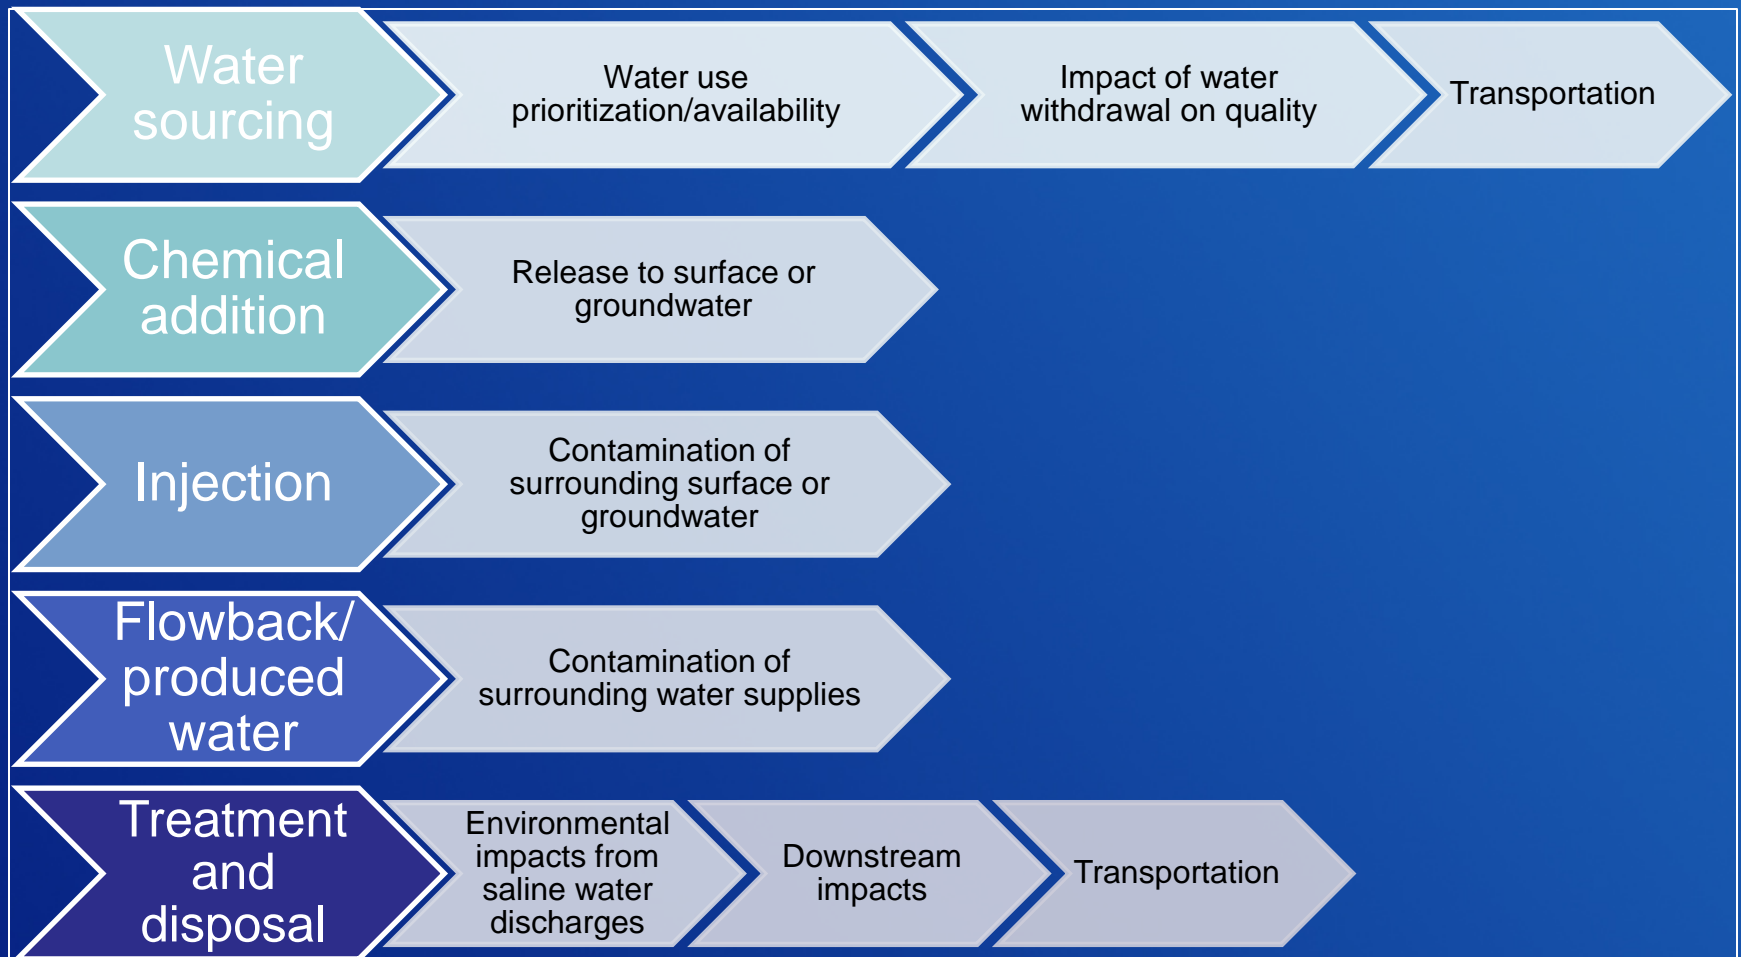 Water
sourcing
Water use
prioritization/availability
Impact of water
withdrawal on quality
Transportation
Chemical
addition
Release to surface or
groundwater
Injection
Contamination of
surrounding surface or
groundwater
Flowback/
produced
water
Contamination of
surrounding water supplies
Treatment
and
disposal
Environmental
impacts from
saline water
discharges
Downstream
impacts
Transportation